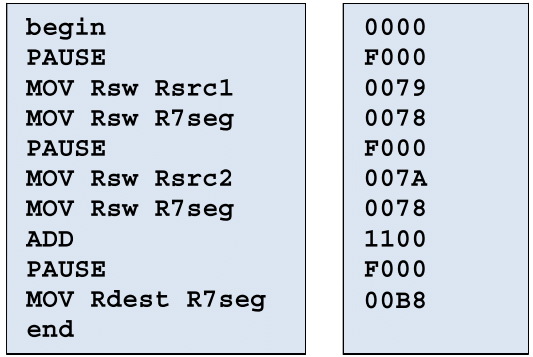 begin
PAUSE
MOV Rsw Rsrc1
MOV Rsw R7seg
PAUSE
MOV Rsw Rsrc2
MOV Rsw R7seg
ADD
PAUSE
MOV Rdest R7seg
end
0000
F000
0079
0078
F000
007A
0078
1100
F000
00B8